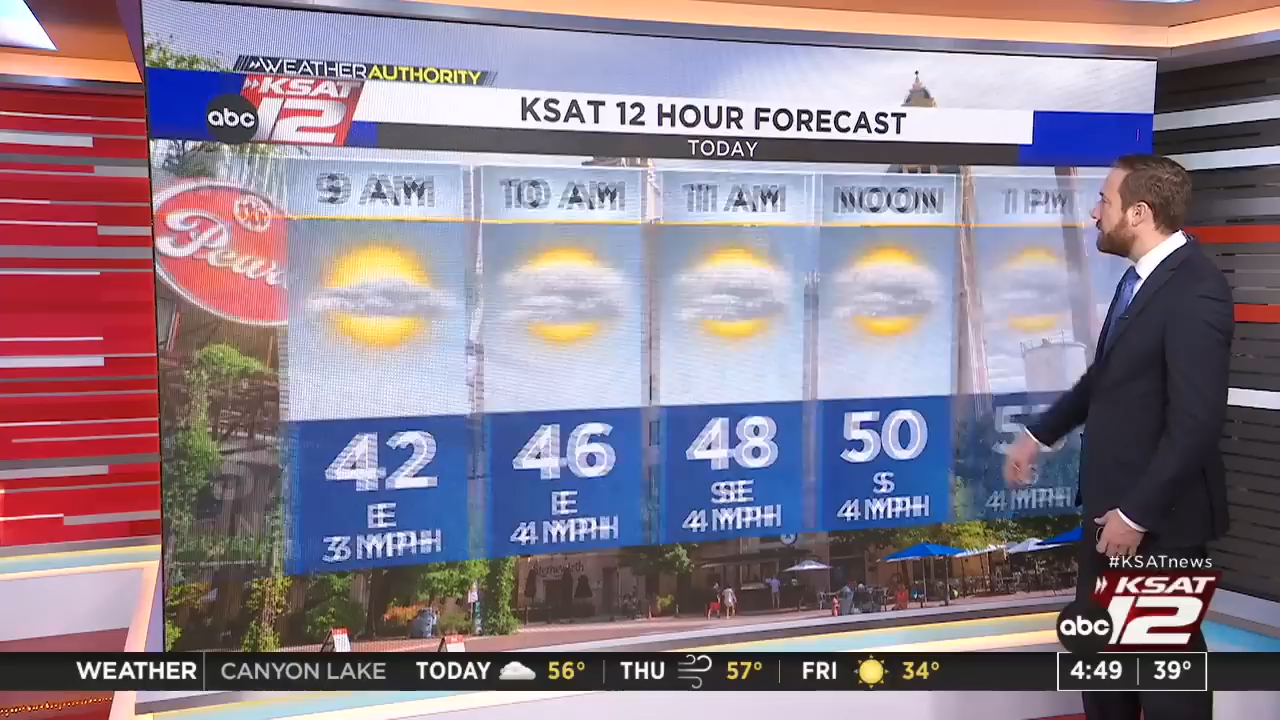 WEATHER AUTHORITY
abc KSAT 12
KSAT 12 HOUR FORECAST
TODAY
9 AM 10 AM 11 AM NOON 1 PM
Pearl
42 46 48 50
E E SE S
3 MPH 4 MPH 4 MPH 4 MPH 4 MPH
#KSATnews
KSAT
abc 12
WEATHER CANYON LAKE TODAY 56° THU 57° FRI 34° 4:49 39°